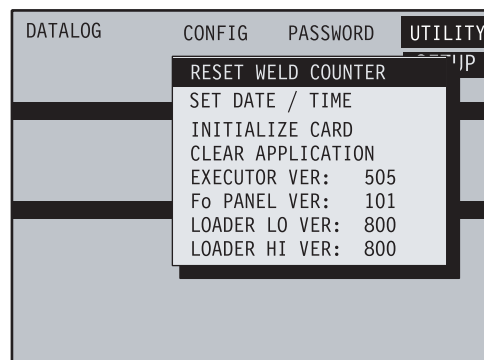 DATALOG CONFIG PASSWORD UTILITY
RESET WELD COUNTER
SET DATE / TIME
INITIALIZE CARD
CLEAR APPLICATION
EXECUTOR VER: 505
Fo PANEL VER: 101
LOADER LO VER: 800
LOADER HI VER: 800